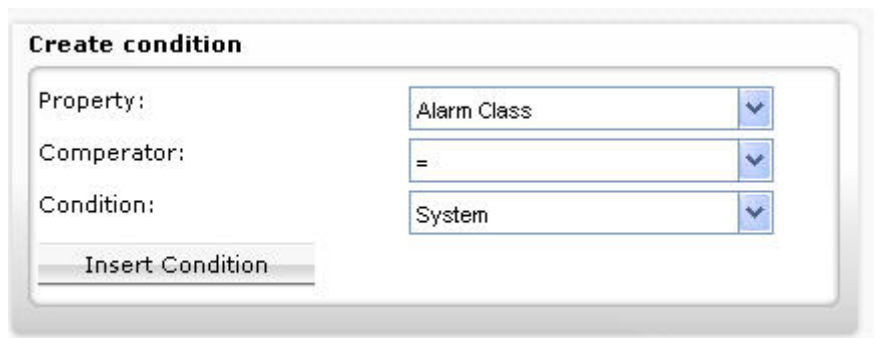 Create condition
Property: Alarm Class
Comperator: =
Condition: System
Insert Condition